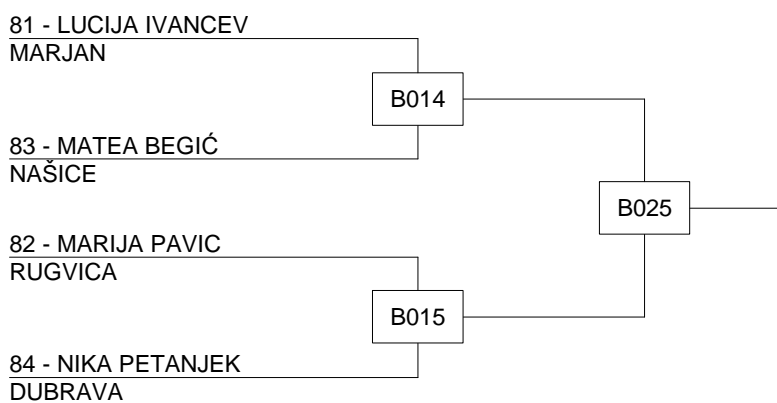 81 - LUCIJA IVANCEV
MARJAN
B014
83 - MATEA BEGIĆ
NAŠICE
B025
82 - MARIJA PAVIC
RUGVICA
B015
84 - NIKA PETANJEK
DUBRAVA